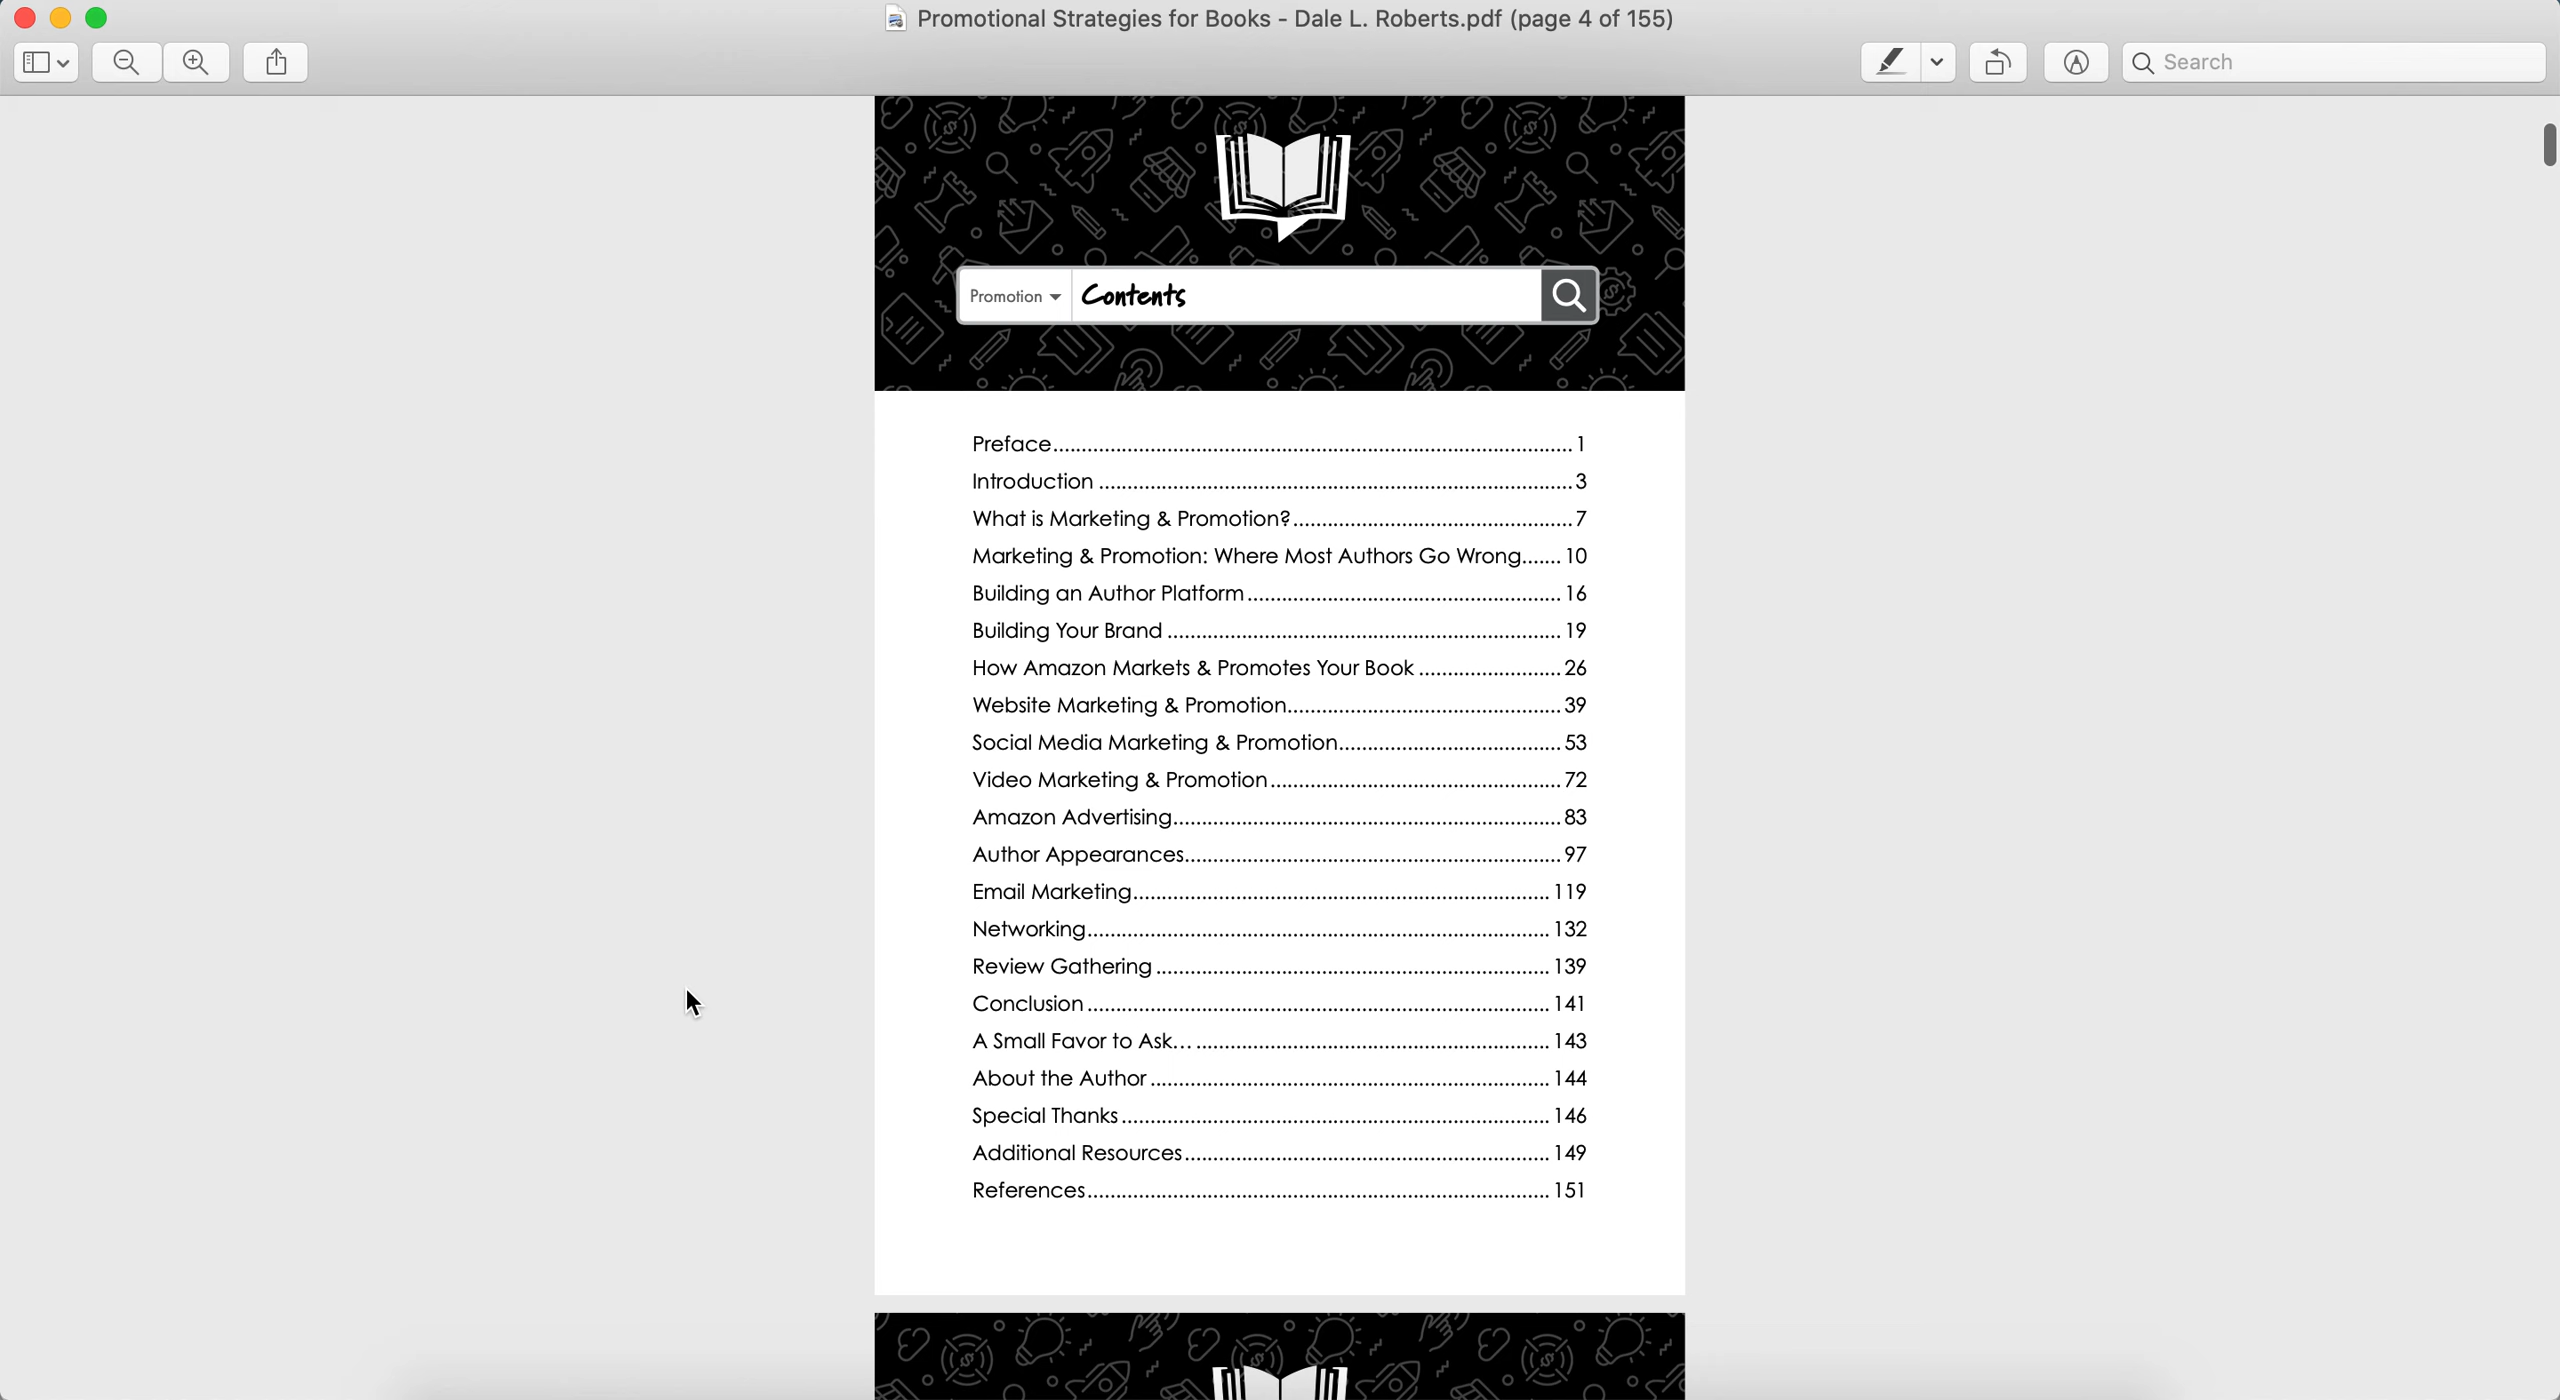 Promotional Strategies for Books - Dale L. Roberts.pdf (page 4 of 155)
Search
Promotion Contents
Preface 1
Introduction 3
What is Marketing & Promotion? 7
Marketing & Promotion: Where Most Authors Go Wrong 10
Building an Author Platform 16
Building Your Brand 19
How Amazon Markets & Promotes Your Book 26
Website Marketing & Promotion 39
Social Media Marketing & Promotion 53
Video Marketing & Promotion 72
Amazon Advertising 83
Author Appearances 97
Email Marketing 119
Networking 132
Review Gathering 139
Conclusion 141
A Small Favor to Ask... 143
About the Author 144
Special Thanks 146
Additional Resources 149
References 151